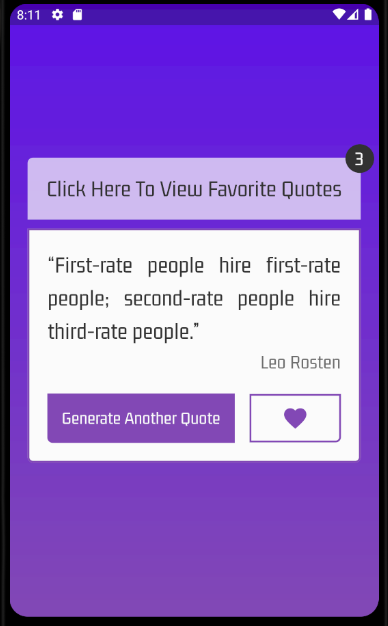 8:11
3
Click Here To View Favorite Quotes
“First-rate people hire first-rate
people; second-rate people hire
third-rate people.”
Leo Rosten
Generate Another Quote